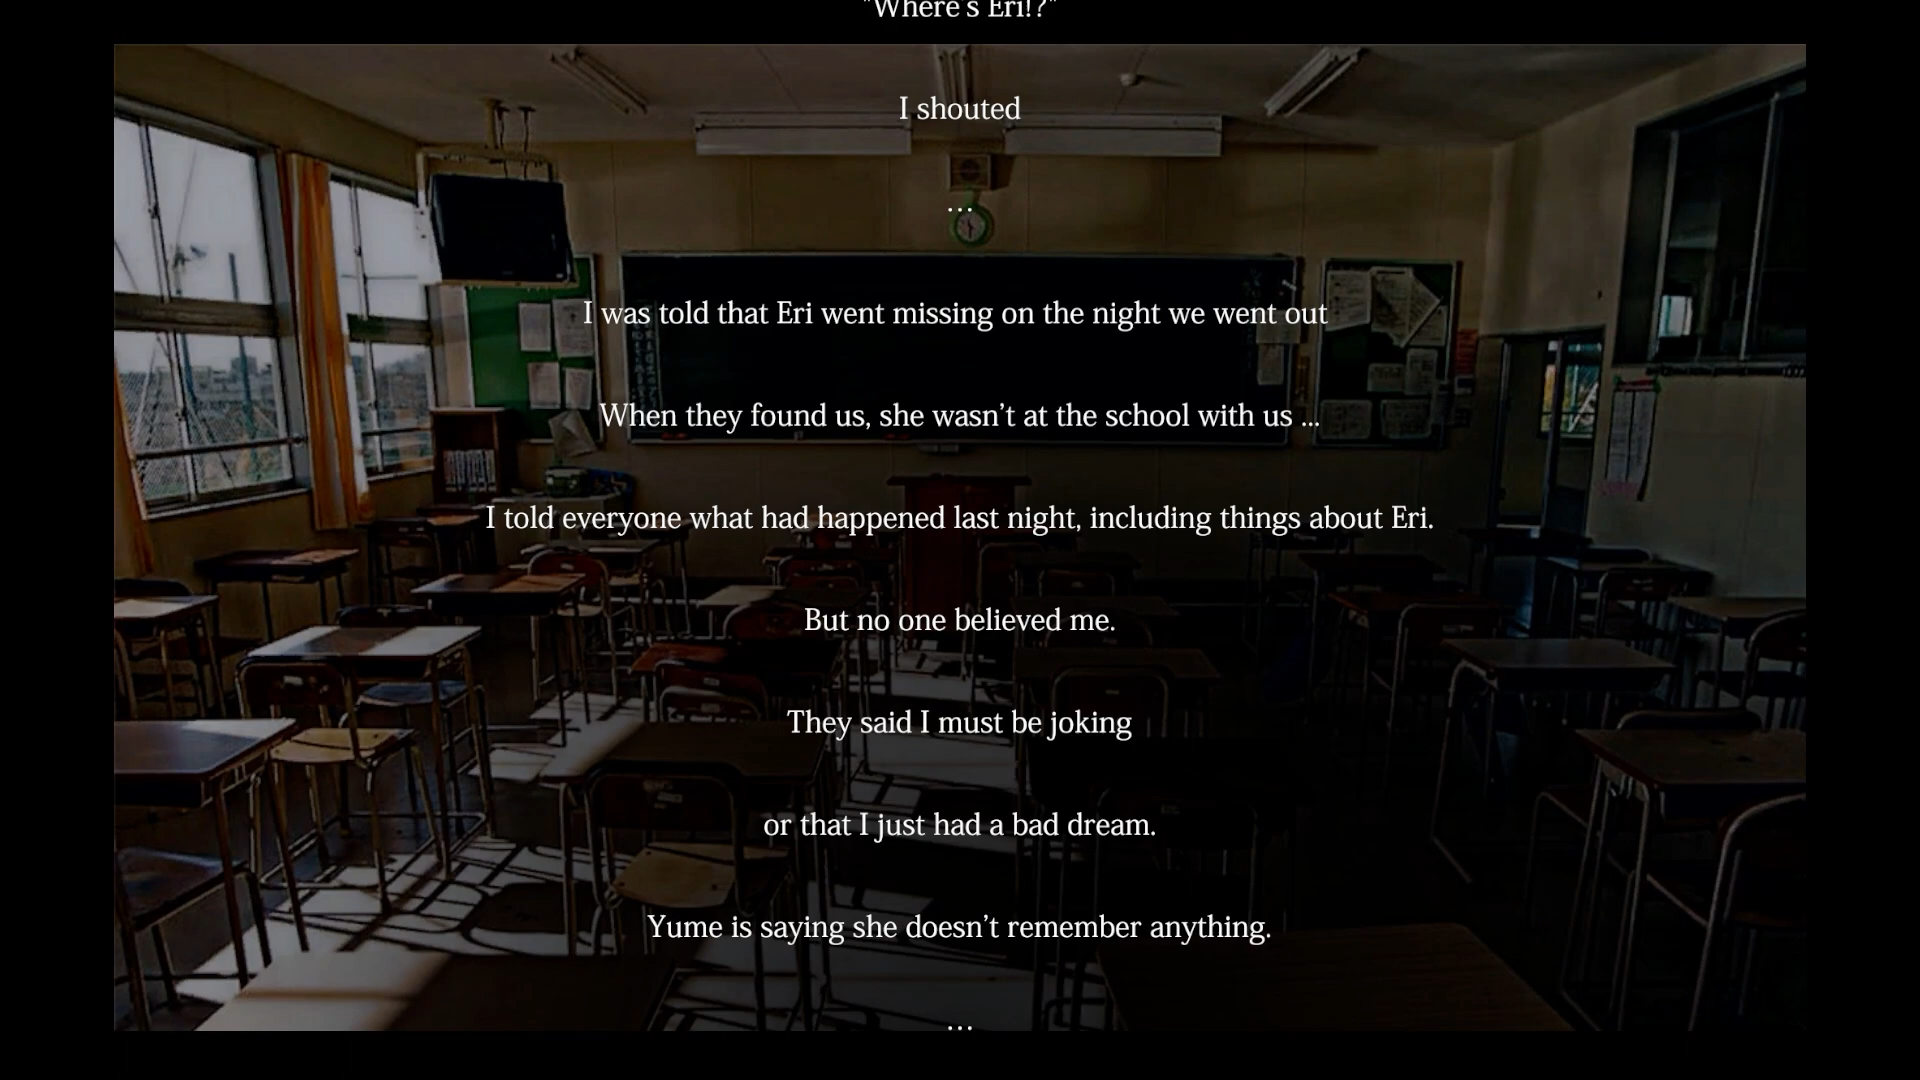 "Where's Eri!?"
I shouted
...
I was told that Eri went missing on the night we went out
When they found us, she wasn't at the school with us ...
I told everyone what had happened last night, including things about Eri.
But no one believed me.
They said I must be joking
or that I just had a bad dream.
Yume is saying she doesn't remember anything.
...